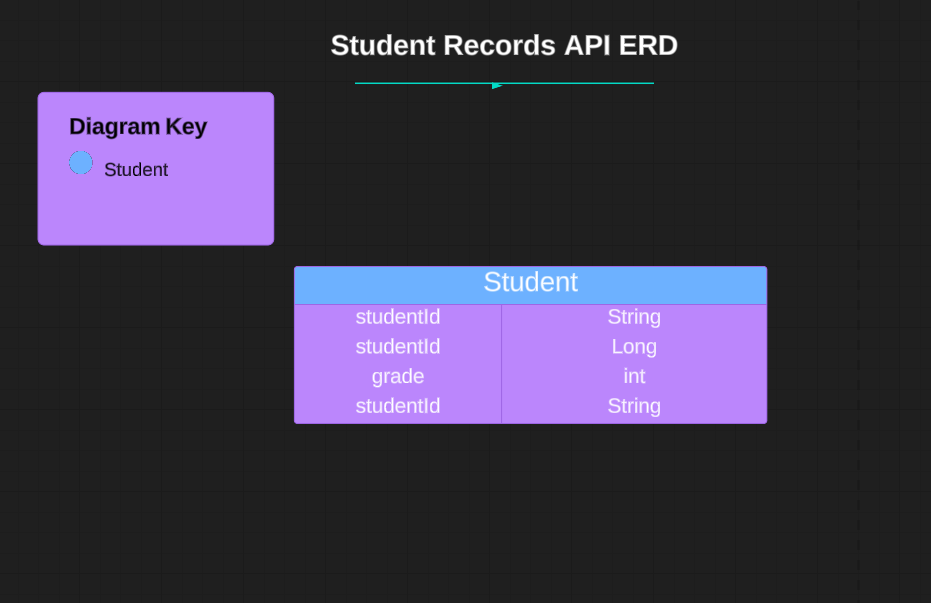 Student Records API ERD
Diagram Key
Student
Student
studentId String
studentId Long
grade int
studentId String